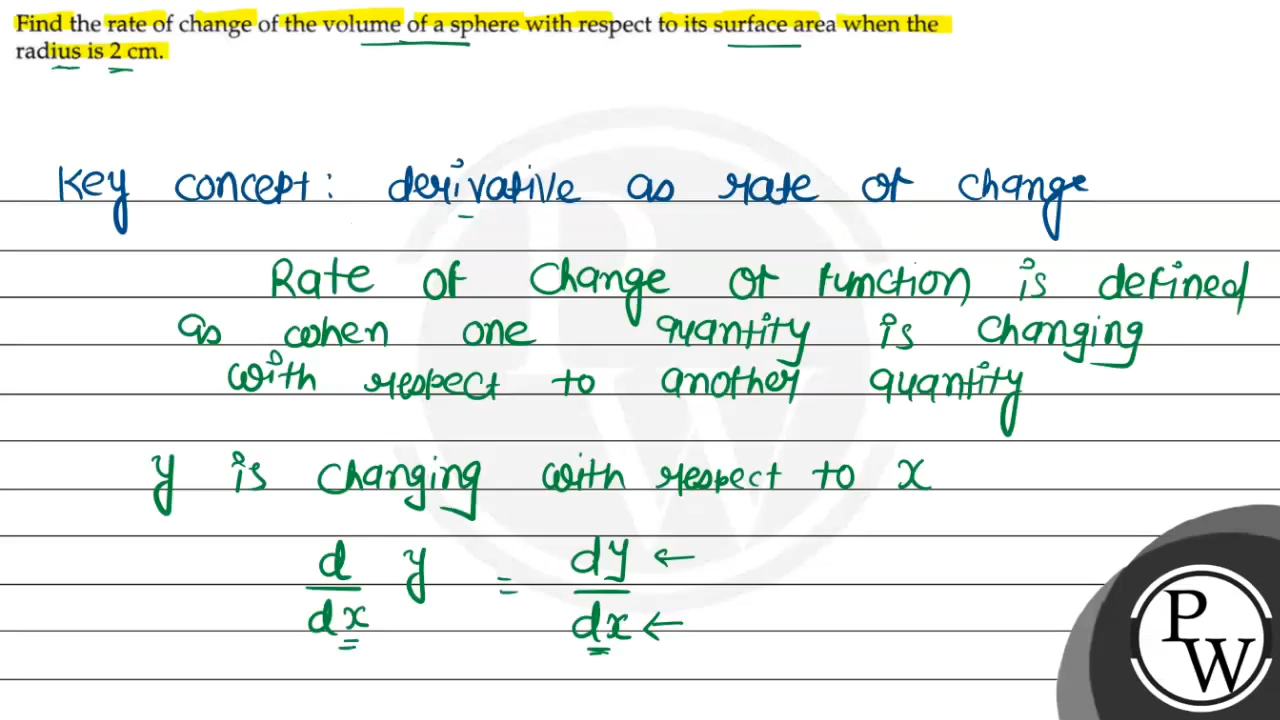 Find the rate of change of the volume of a sphere with respect to its surface area when the
radius is 2 cm.
Key concept: derivative as rate of change
Rate of change of function is defined
as when one quantity is changing
with respect to another quantity
y is changing with respect to x
d/dx y = dy/dx
P
W
PW